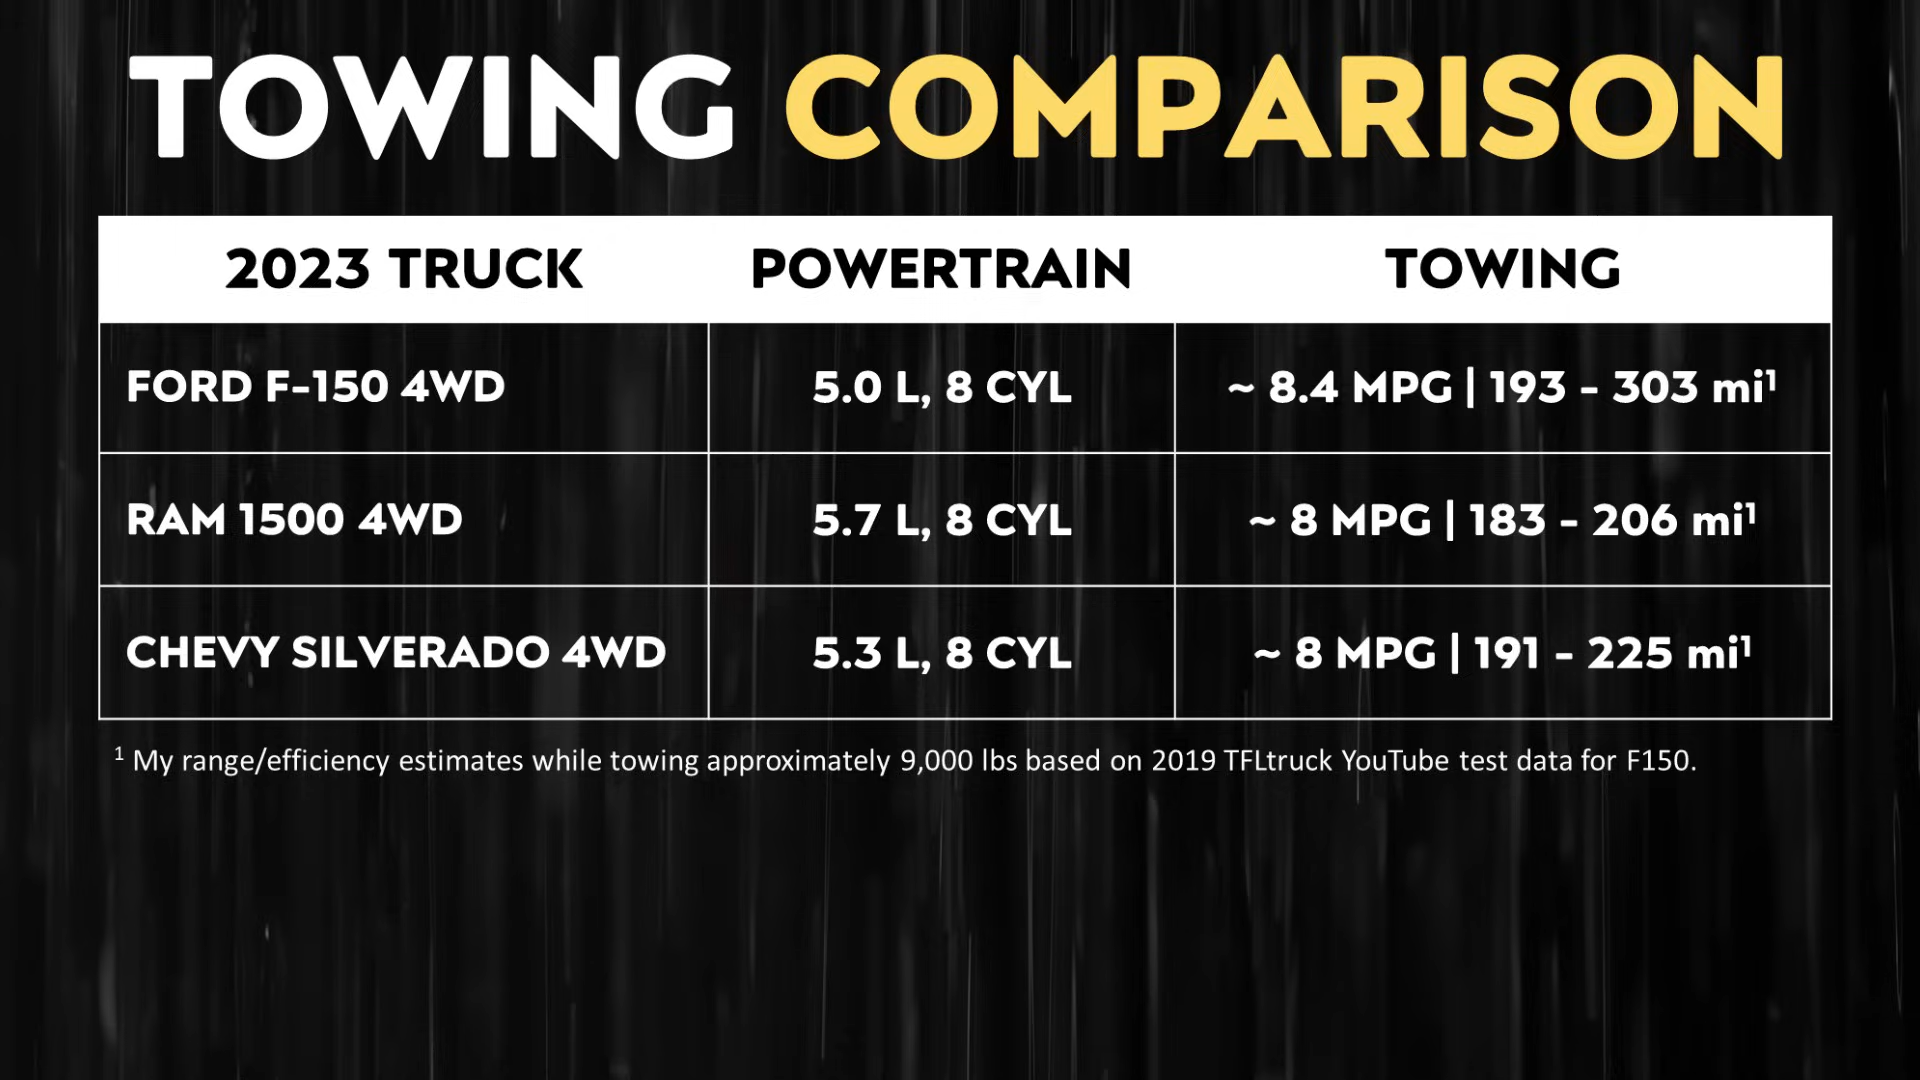 TOWING COMPARISON
2023 TRUCK POWERTRAIN TOWING
FORD F-150 4WD 5.0 L, 8 CYL ~ 8.4 MPG | 193 - 303 mi¹
RAM 1500 4WD 5.7 L, 8 CYL ~ 8 MPG | 183 - 206 mi¹
CHEVY SILVERADO 4WD 5.3 L, 8 CYL ~ 8 MPG | 191 - 225 mi¹
¹ My range/efficiency estimates while towing approximately 9,000 lbs based on 2019 TFLtruck YouTube test data for F150.